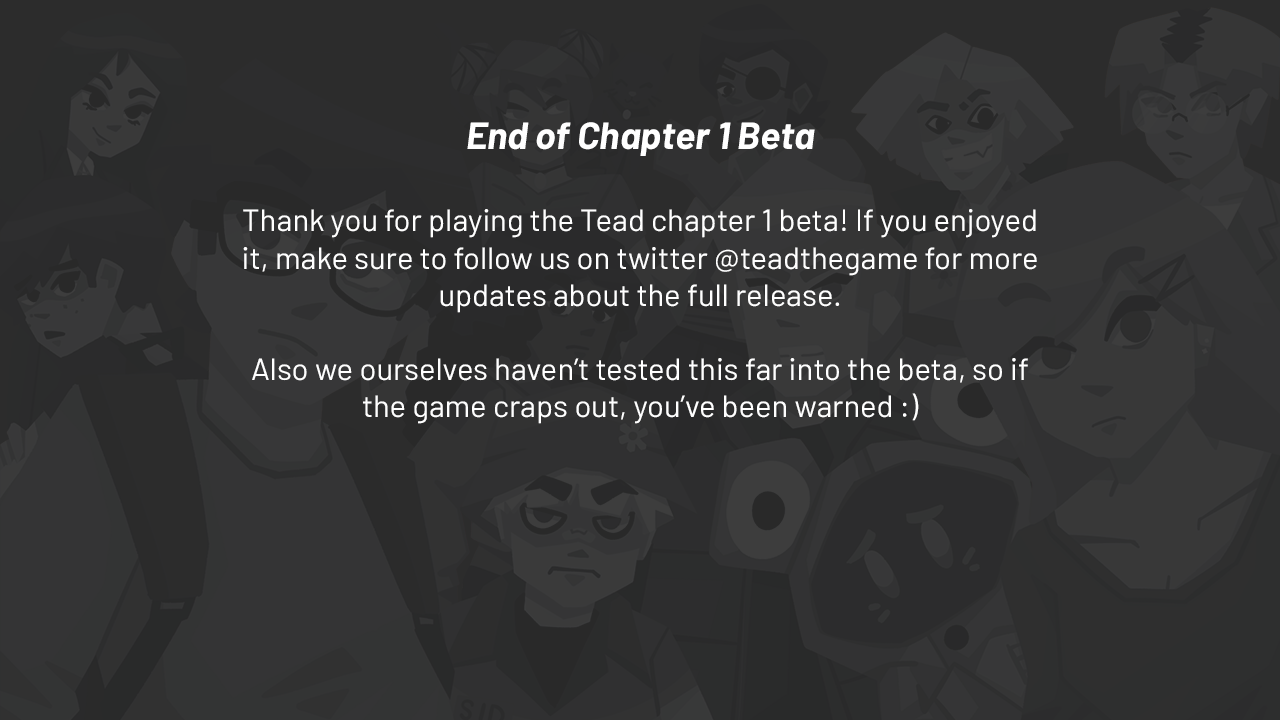 End of Chapter 1 Beta
Thank you for playing the Tead chapter 1 beta! If you enjoyed
it, make sure to follow us on twitter @teadthegame for more
updates about the full release.
Also we ourselves haven’t tested this far into the beta, so if
the game craps out, you’ve been warned :)
SID